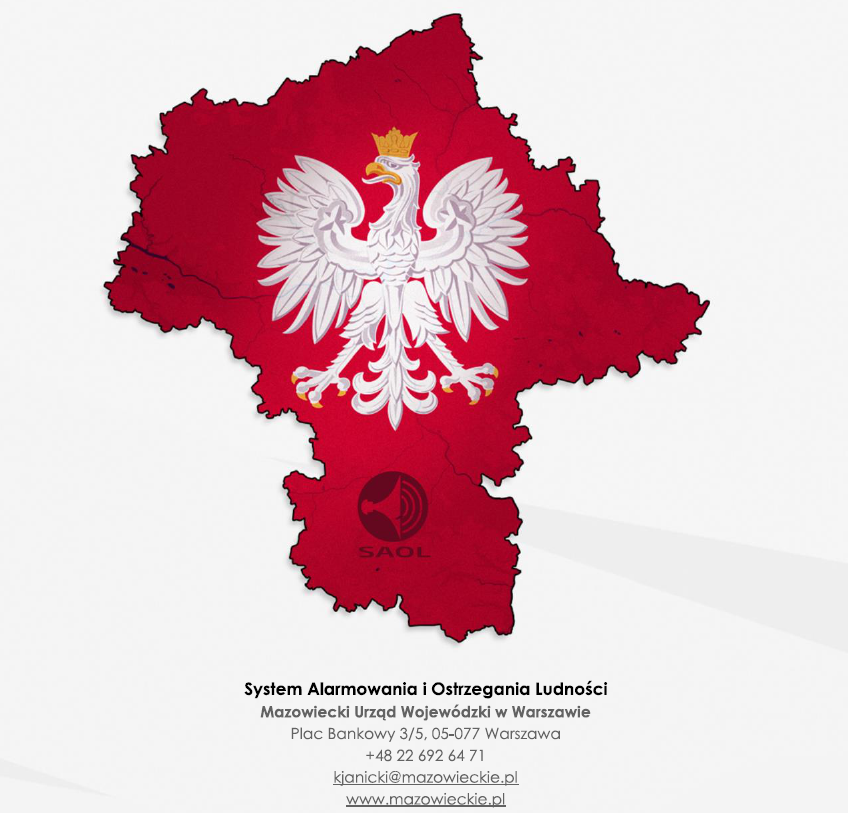 SAOL
System Alarmowania i Ostrzegania Ludności
Mazowiecki Urząd Wojewódzki w Warszawie
Plac Bankowy 3/5, 05-077 Warszawa
+48 22 692 64 71
kjanicki@mazowieckie.pl
www.mazowieckie.pl